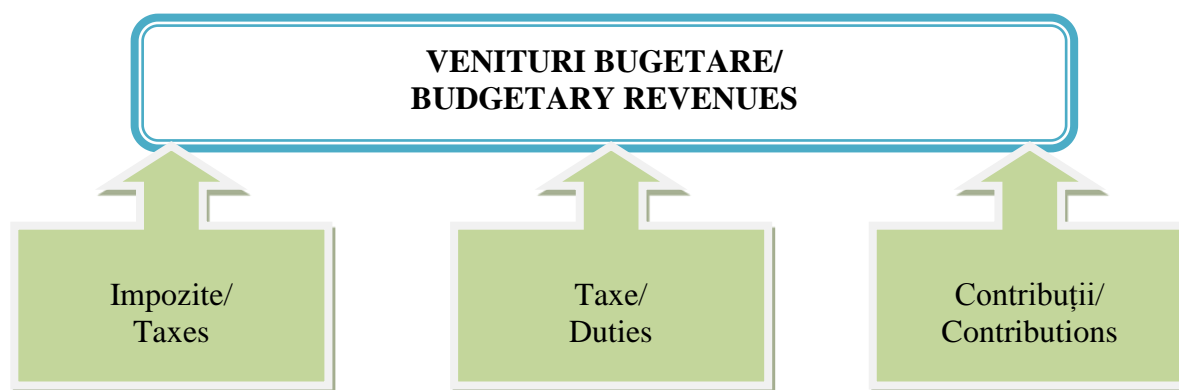 VENITURI BUGETARE/
BUDGETARY REVENUES
Impozite/
Taxes
Taxe/
Duties
Contribuții/
Contributions